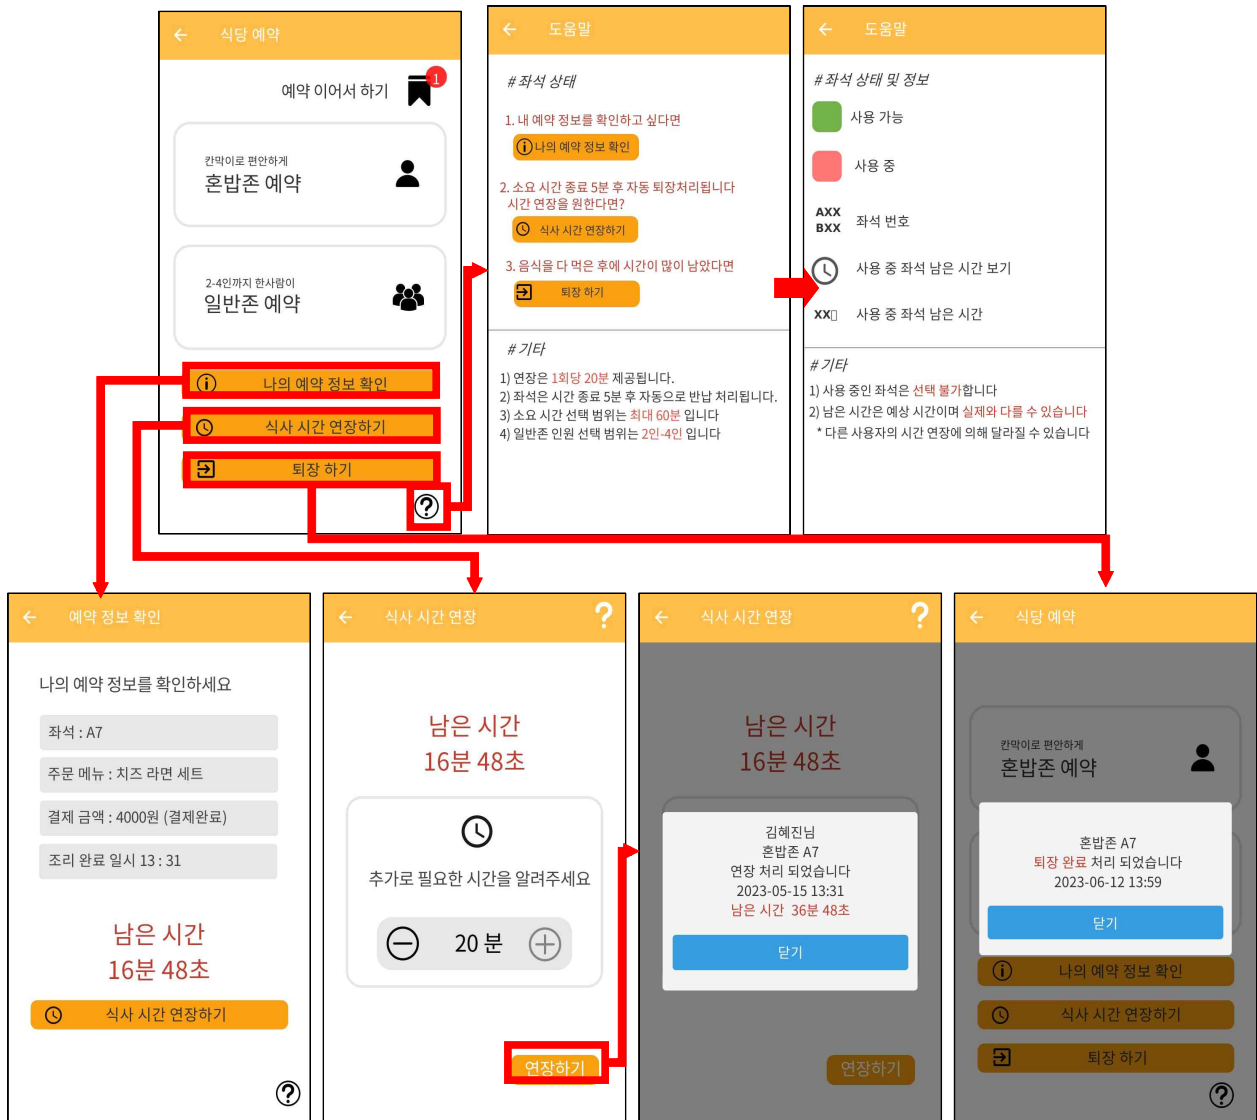 식당 예약
예약 이어서 하기
1
칸막이로 편안하게
혼밥존 예약
2-4인까지 한사람이
일반존 예약
나의 예약 정보 확인
식사 시간 연장하기
퇴장 하기
?
도움말
# 좌석 상태
1. 내 예약 정보를 확인하고 싶다면
나의 예약 정보 확인
2. 소요 시간 종료 5분 후 자동 퇴장처리됩니다
시간 연장을 원한다면?
식사 시간 연장하기
3. 음식을 다 먹은 후에 시간이 많이 남았다면
퇴장 하기
# 기타
1) 연장은 1회당 20분 제공됩니다.
2) 좌석은 시간 종료 5분 후 자동으로 반납 처리됩니다.
3) 소요 시간 선택 범위는 최대 60분 입니다
4) 일반존 인원 선택 범위는 2인-4인 입니다
도움말
# 좌석 상태 및 정보
사용 가능
사용 중
AXX
BXX 좌석 번호
사용 중 좌석 남은 시간 보기
XX▯ 사용 중 좌석 남은 시간
# 기타
1) 사용 중인 좌석은 선택 불가합니다
2) 남은 시간은 예상 시간이며 실제와 다를 수 있습니다
* 다른 사용자의 시간 연장에 의해 달라질 수 있습니다
예약 정보 확인
나의 예약 정보를 확인하세요
좌석 : A7
주문 메뉴 : 치즈 라면 세트
결제 금액 : 4000원 (결제완료)
조리 완료 일시 13 : 31
남은 시간
16분 48초
식사 시간 연장하기
?
식사 시간 연장 ?
남은 시간
16분 48초
추가로 필요한 시간을 알려주세요
20 분
연장하기
식사 시간 연장 ?
남은 시간
16분 48초
김혜진님
혼밥존 A7
연장 처리 되었습니다
2023-05-15 13:31
남은 시간 36분 48초
닫기
연장하기
식당 예약
칸막이로 편안하게
혼밥존 예약
혼밥존 A7
퇴장 완료 처리 되었습니다
2023-06-12 13:59
닫기
나의 예약 정보 확인
식사 시간 연장하기
퇴장 하기
?